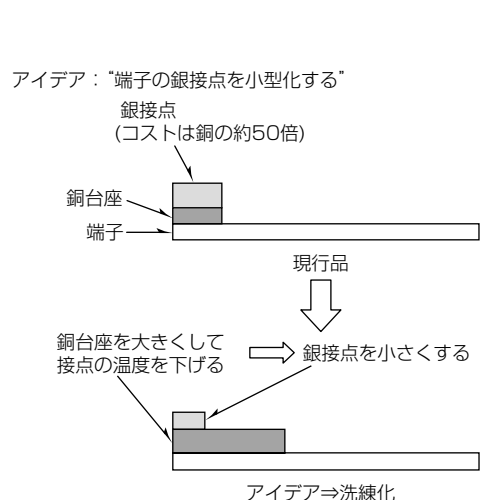 アイデア：“端子の銀接点を小型化する”
銀接点
(コストは銅の約50倍)
銅台座
端子
現行品
銅台座を大きくして
接点の温度を下げる
銀接点を小さくする
アイデア⇒洗練化